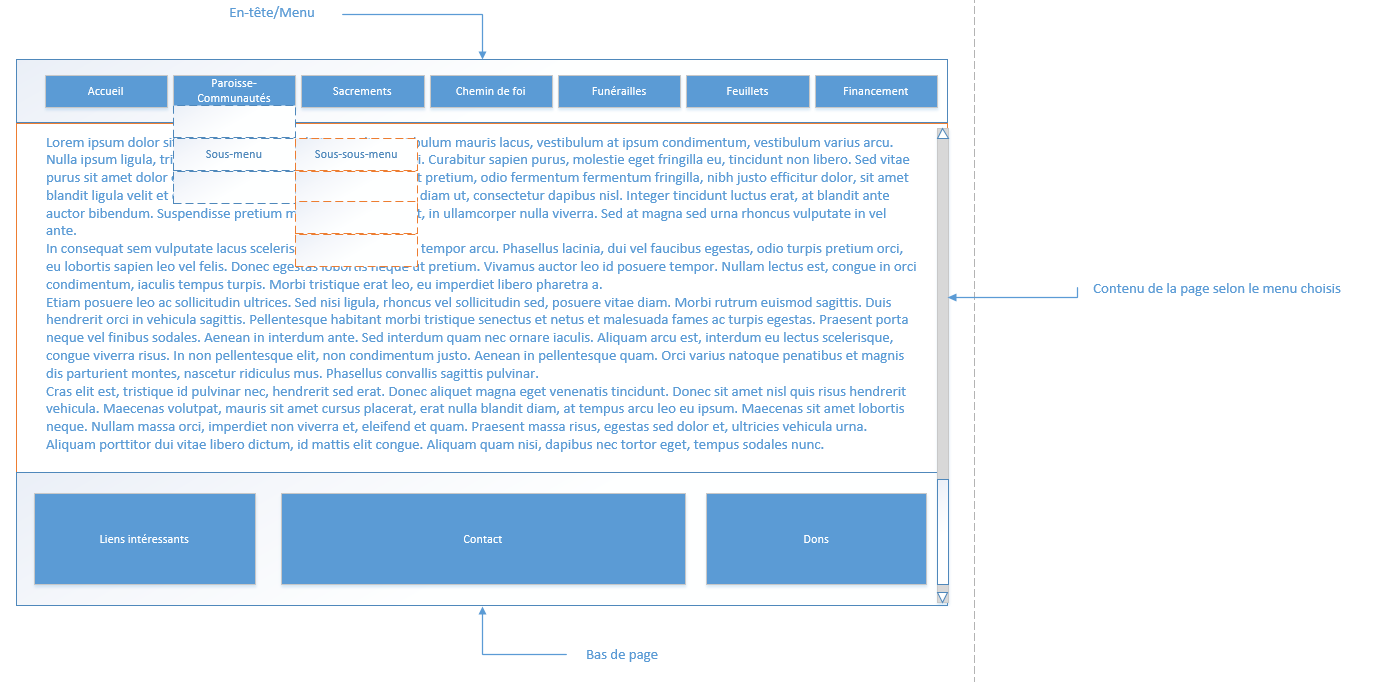 En-tête/Menu
Accueil
Paroisse-
Communautés
Sacrements
Chemin de foi
Funérailles
Feuillets
Financement
Lorem ipsum dolor si bulum mauris lacus, vestibulum at ipsum condimentum, vestibulum varius arcu.
Nulla ipsum ligula, tri i. Curabitur sapien purus, molestie eget fringilla eu, tincidunt non libero. Sed vitae
Sous-menu
Sous-sous-menu
purus sit amet dolor t pretium, odio fermentum fermentum fringilla, nibh justo efficitur dolor, sit amet
blandit ligula velit et diam ut, consectetur dapibus nisl. Integer tincidunt luctus erat, at blandit ante
auctor bibendum. Suspendisse pretium m t, in ullamcorper nulla viverra. Sed at magna sed urna rhoncus vulputate in vel
ante.
In consequat sem vulputate lacus sceleris tempor arcu. Phasellus lacinia, dui vel faucibus egestas, odio turpis pretium orci,
eu lobortis sapien leo vel felis. Donec egestas lobortis neque ut pretium. Vivamus auctor leo id posuere tempor. Nullam lectus est, congue in orci
condimentum, iaculis tempus turpis. Morbi tristique erat leo, eu imperdiet libero pharetra a.
Etiam posuere leo ac sollicitudin ultrices. Sed nisi ligula, rhoncus vel sollicitudin sed, posuere vitae diam. Morbi rutrum euismod sagittis. Duis
hendrerit orci in vehicula sagittis. Pellentesque habitant morbi tristique senectus et netus et malesuada fames ac turpis egestas. Praesent porta
neque vel finibus sodales. Aenean in interdum ante. Sed interdum quam nec ornare iaculis. Aliquam arcu est, interdum eu lectus scelerisque,
congue viverra risus. In non pellentesque elit, non condimentum justo. Aenean in pellentesque quam. Orci varius natoque penatibus et magnis
dis parturient montes, nascetur ridiculus mus. Phasellus convallis sagittis pulvinar.
Cras elit est, tristique id pulvinar nec, hendrerit sed erat. Donec aliquet magna eget venenatis tincidunt. Donec sit amet nisl quis risus hendrerit
vehicula. Maecenas volutpat, mauris sit amet cursus placerat, erat nulla blandit diam, at tempus arcu leo eu ipsum. Maecenas sit amet lobortis
neque. Nullam massa orci, imperdiet non viverra et, eleifend et quam. Praesent massa risus, egestas sed dolor et, ultricies vehicula urna.
Aliquam porttitor dui vitae libero dictum, id mattis elit congue. Aliquam quam nisi, dapibus nec tortor eget, tempus sodales nunc.
Contenu de la page selon le menu choisis
Liens intéressants
Contact
Dons
Bas de page